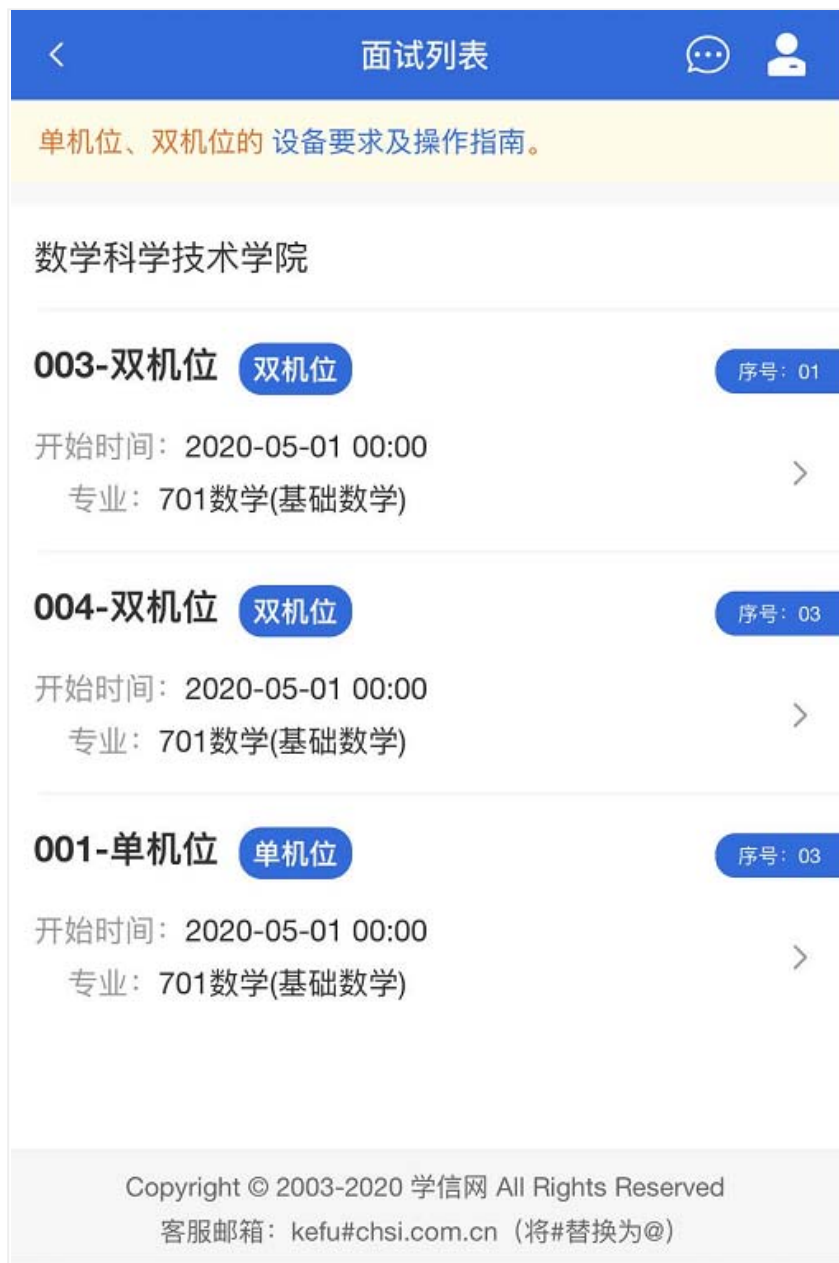 面试列表
单机位、双机位的 设备要求及操作指南。
数学科学技术学院
003-双机位 双机位 序号：01
开始时间：2020-05-01 00:00
专业：701数学(基础数学)
004-双机位 双机位 序号：03
开始时间：2020-05-01 00:00
专业：701数学(基础数学)
001-单机位 单机位 序号：03
开始时间：2020-05-01 00:00
专业：701数学(基础数学)
Copyright © 2003-2020 学信网 All Rights Reserved
客服邮箱：kefu#chsi.com.cn（将#替换为@）